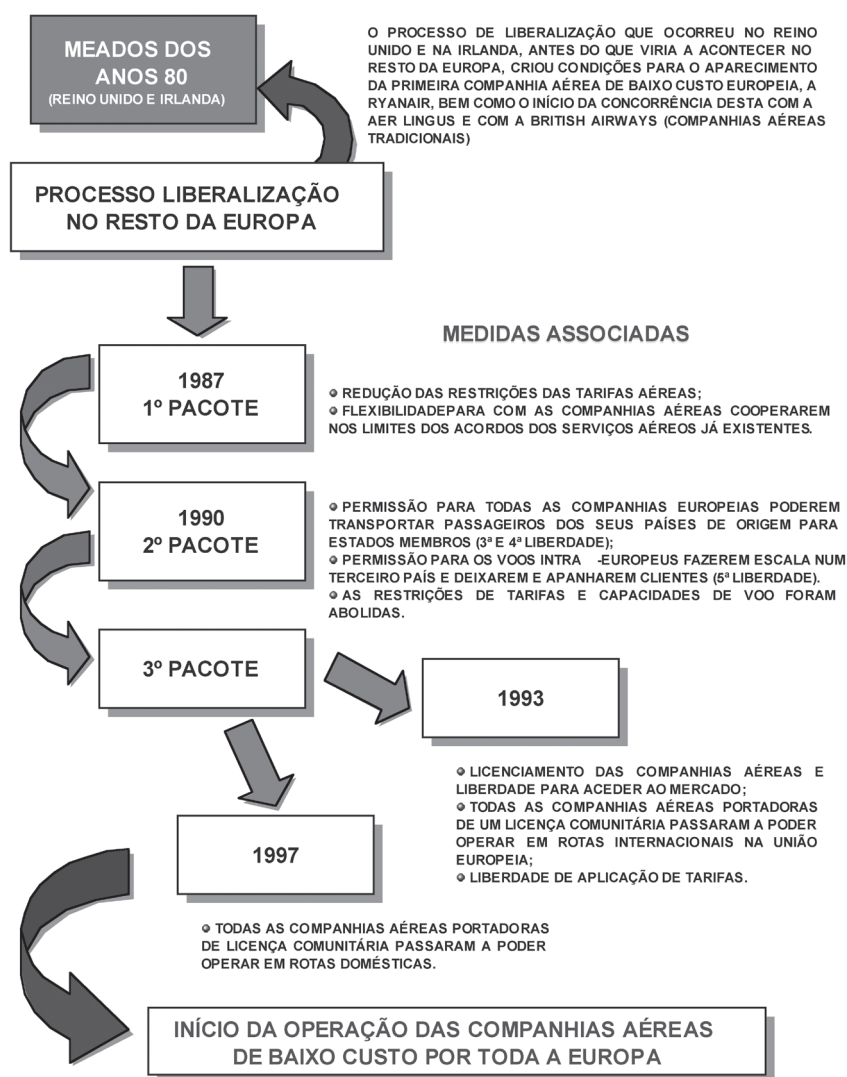 MEADOS DOS
ANOS 80
(REINO UNIDO E IRLANDA)
O PROCESSO DE LIBERALIZAÇÃO QUE OCORREU NO REINO
UNIDO E NA IRLANDA, ANTES DO QUE VIRIA A ACONTECER NO
RESTO DA EUROPA, CRIOU CONDIÇÕES PARA O APARECIMENTO
DA PRIMEIRA COMPANHIA AÉREA DE BAIXO CUSTO EUROPEIA, A
RYANAIR, BEM COMO O INÍCIO DA CONCORRÊNCIA DESTA COM A
AER LINGUS E COM A BRITISH AIRWAYS (COMPANHIAS AÉREAS
TRADICIONAIS)
PROCESSO LIBERALIZAÇÃO
NO RESTO DA EUROPA
MEDIDAS ASSOCIADAS
1987
1º PACOTE
REDUÇÃO DAS RESTRIÇÕES DAS TARIFAS AÉREAS;
FLEXIBILIDADEPARA COM AS COMPANHIAS AÉREAS COOPERAREM
NOS LIMITES DOS ACORDOS DOS SERVIÇOS AÉREOS JÁ EXISTENTES.
1990
2º PACOTE
PERMISSÃO PARA TODAS AS COMPANHIAS EUROPEIAS PODEREM
TRANSPORTAR PASSAGEIROS DOS SEUS PAÍSES DE ORIGEM PARA
ESTADOS MEMBROS (3ª E 4ª LIBERDADE);
PERMISSÃO PARA OS VOOS INTRA -EUROPEUS FAZEREM ESCALA NUM
TERCEIRO PAÍS E DEIXAREM E APANHAREM CLIENTES (5ª LIBERDADE).
AS RESTRIÇÕES DE TARIFAS E CAPACIDADES DE VOO FORAM
ABOLIDAS.
3º PACOTE
1993
LICENCIAMENTO DAS COMPANHIAS AÉREAS E
LIBERDADE PARA ACEDER AO MERCADO;
TODAS AS COMPANHIAS AÉREAS PORTADORAS
DE UM LICENÇA COMUNITÁRIA PASSARAM A PODER
OPERAR EM ROTAS INTERNACIONAIS NA UNIÃO
EUROPEIA;
LIBERDADE DE APLICAÇÃO DE TARIFAS.
1997
TODAS AS COMPANHIAS AÉREAS PORTADORAS
DE LICENÇA COMUNITÁRIA PASSARAM A PODER
OPERAR EM ROTAS DOMÉSTICAS.
INÍCIO DA OPERAÇÃO DAS COMPANHIAS AÉREAS
DE BAIXO CUSTO POR TODA A EUROPA